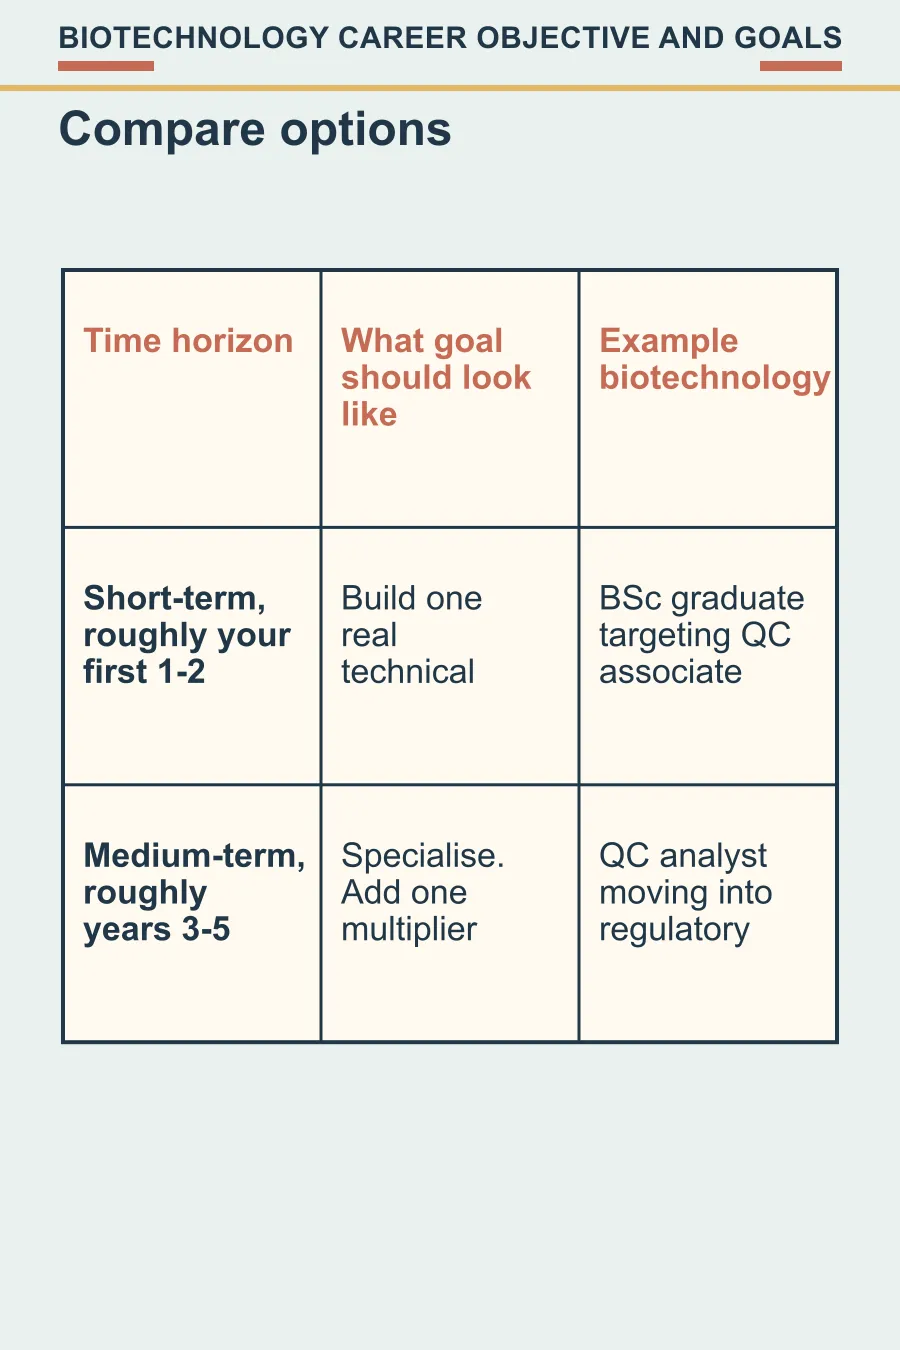 BIOTECHNOLOGY CAREER OBJECTIVE AND GOALS
Compare options
Time horizon
What goal
should look
like
Example
biotechnology
Short-term,
roughly your
first 1-2
Build one
real
technical
BSc graduate
targeting QC
associate
Medium-term,
roughly
years 3-5
Specialise.
Add one
multiplier
QC analyst
moving into
regulatory